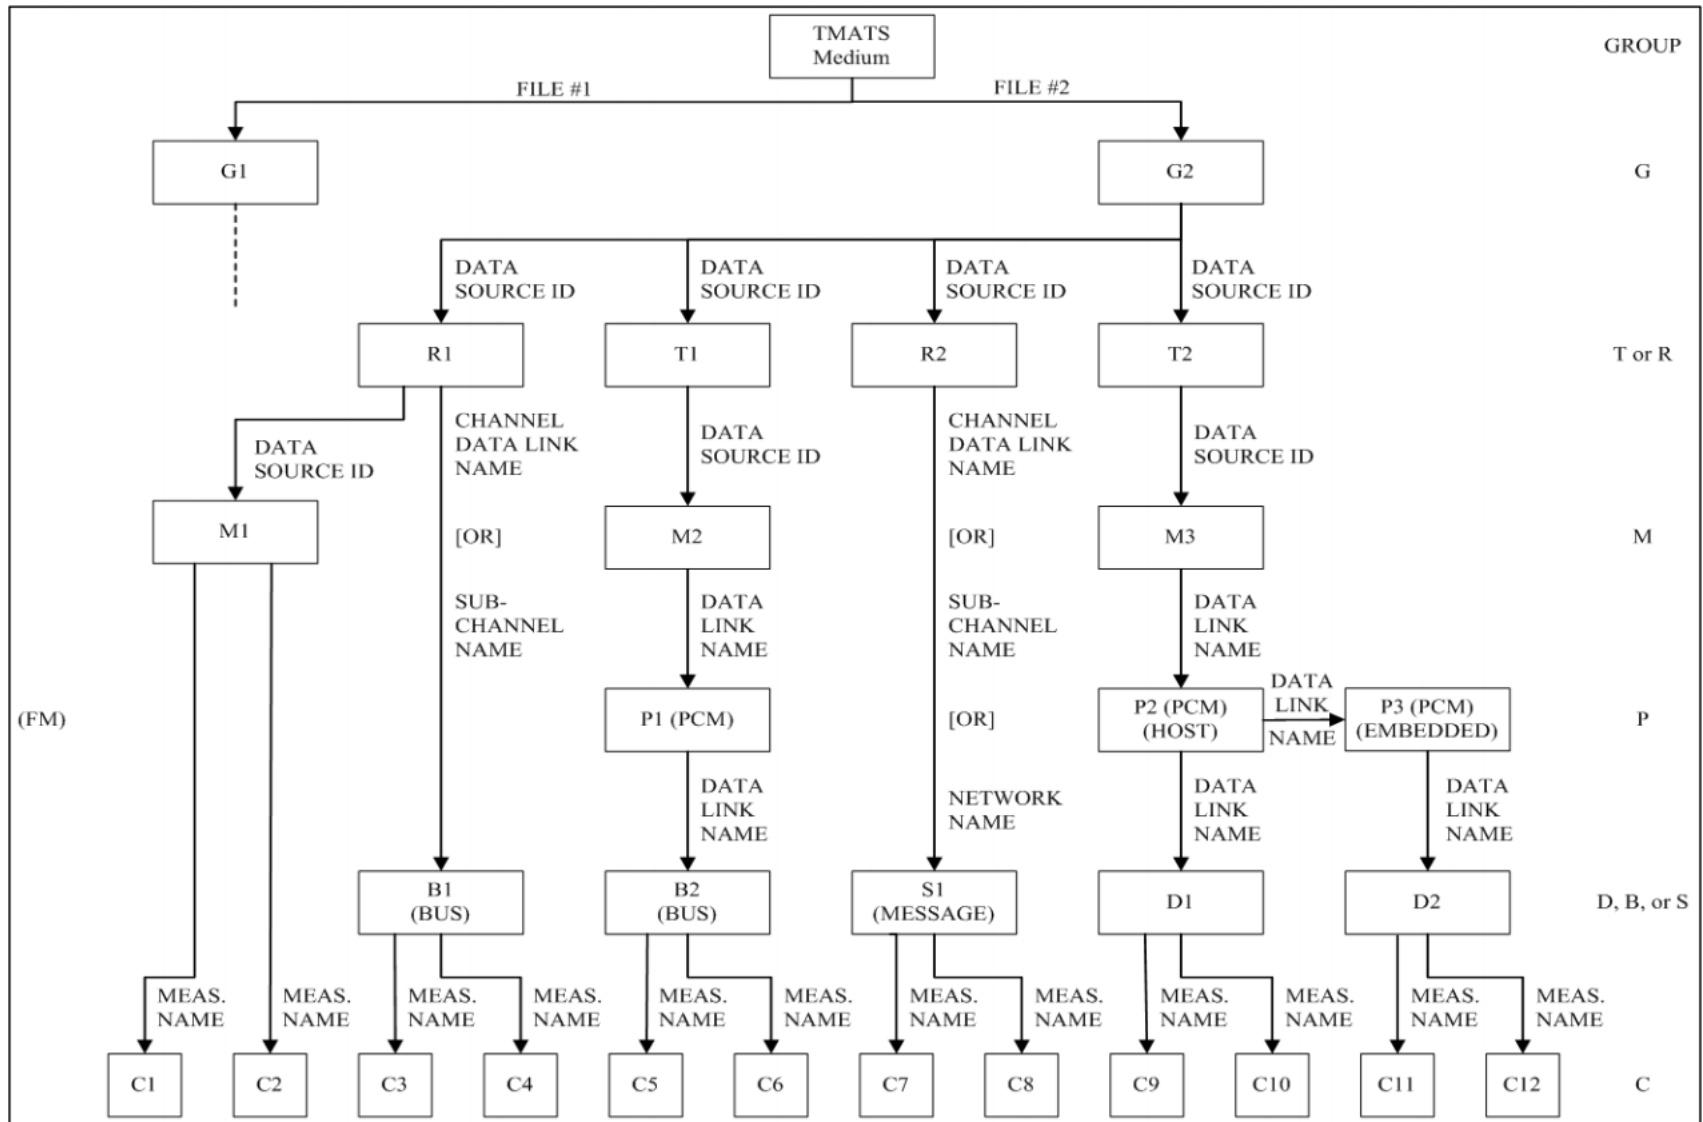 TMATS
Medium
GROUP
FILE #1
FILE #2
G1
G2
G
DATA
SOURCE ID
DATA
SOURCE ID
DATA
SOURCE ID
DATA
SOURCE ID
R1
T1
R2
T2
T or R
DATA
SOURCE ID
CHANNEL
DATA LINK
NAME
DATA
SOURCE ID
CHANNEL
DATA LINK
NAME
DATA
SOURCE ID
M1
[OR]
M2
[OR]
M3
M
SUB-
CHANNEL
NAME
DATA
LINK
NAME
SUB-
CHANNEL
NAME
DATA
LINK
NAME
(FM)
P1 (PCM)
[OR]
P2 (PCM)
(HOST)
DATA
LINK
NAME
P3 (PCM)
(EMBEDDED)
P
DATA
LINK
NAME
NETWORK
NAME
DATA
LINK
NAME
DATA
LINK
NAME
B1
(BUS)
B2
(BUS)
S1
(MESSAGE)
D1
D2
D, B, or S
MEAS.
NAME
MEAS.
NAME
MEAS.
NAME
MEAS.
NAME
MEAS.
NAME
MEAS.
NAME
MEAS.
NAME
MEAS.
NAME
MEAS.
NAME
MEAS.
NAME
MEAS.
NAME
MEAS.
NAME
C1
C2
C3
C4
C5
C6
C7
C8
C9
C10
C11
C12
C